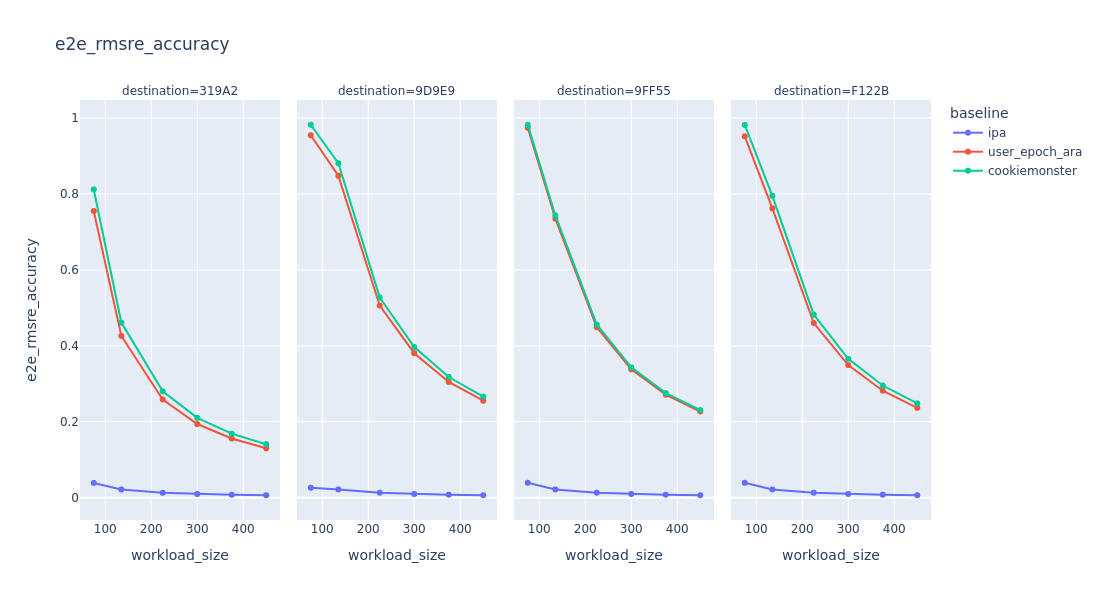 e2e_rmsre_accuracy
destination=319A2
destination=9D9E9
destination=9FF55
destination=F122B
baseline
ipa
user_epoch_ara
cookiemonster
e2e_rmsre_accuracy
1
0.8
0.6
0.4
0.2
0
100 200 300 400
100 200 300 400
100 200 300 400
100 200 300 400
workload_size
workload_size
workload_size
workload_size